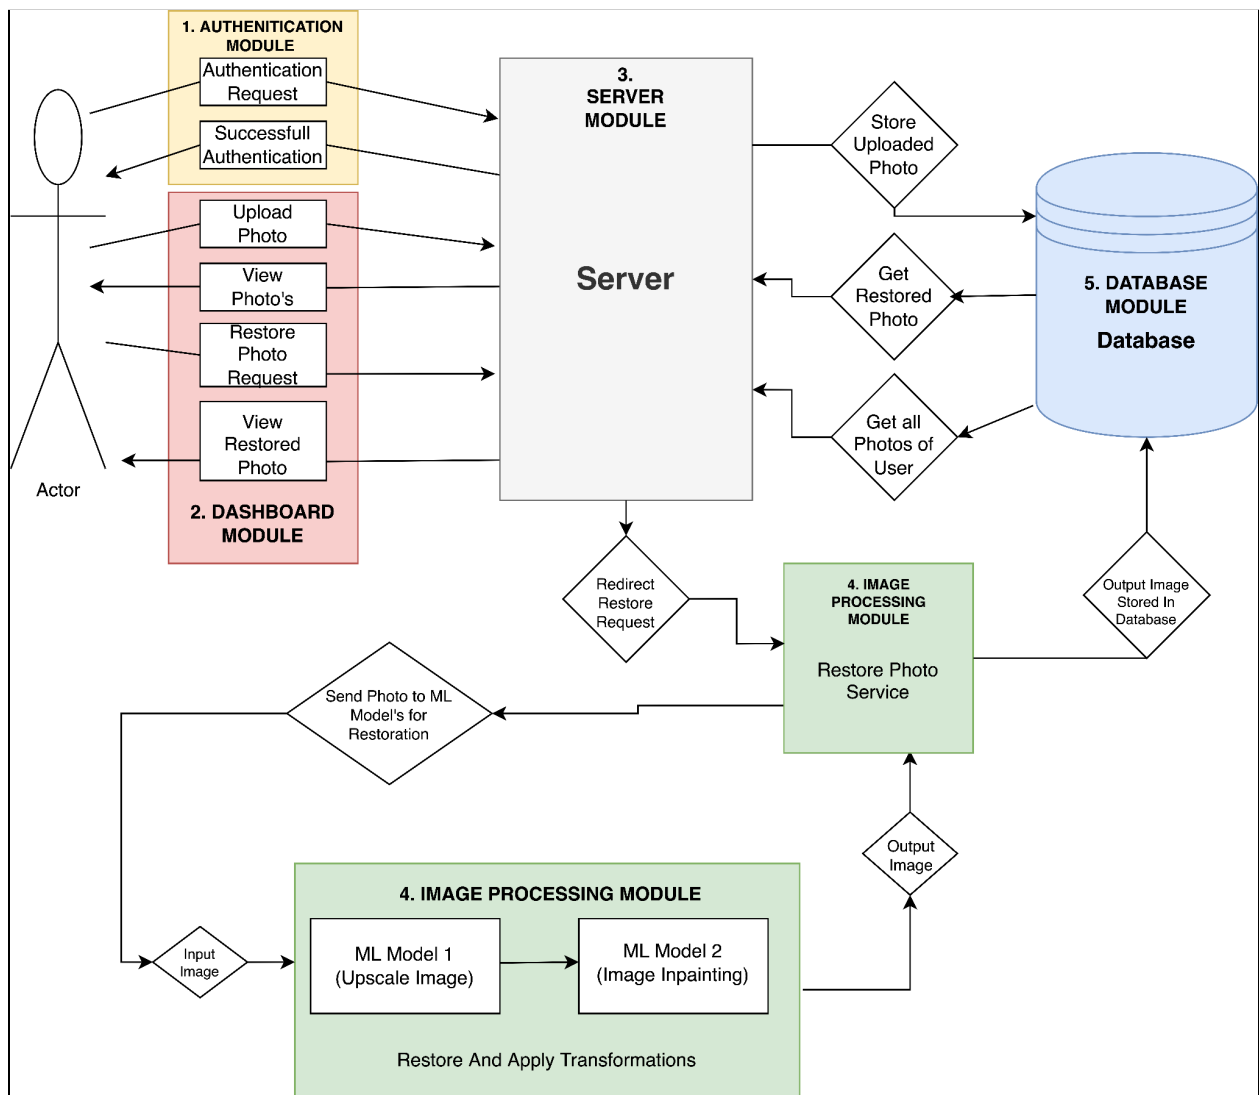 1. AUTHENITICATION
MODULE
Authentication
Request
Successfull
Authentication
Upload
Photo
View
Photo's
Restore
Photo
Request
View
Restored
Photo
2. DASHBOARD
MODULE
Actor
3.
SERVER
MODULE
Server
Store
Uploaded
Photo
Get
Restored
Photo
Get all
Photos of
User
5. DATABASE
MODULE
Database
Redirect
Restore
Request
4. IMAGE
PROCESSING
MODULE
Restore Photo
Service
Output Image
Stored In
Database
Send Photo to ML
Model's for
Restoration
Output
Image
Input
Image
4. IMAGE PROCESSING MODULE
ML Model 1
(Upscale Image)
ML Model 2
(Image Inpainting)
Restore And Apply Transformations